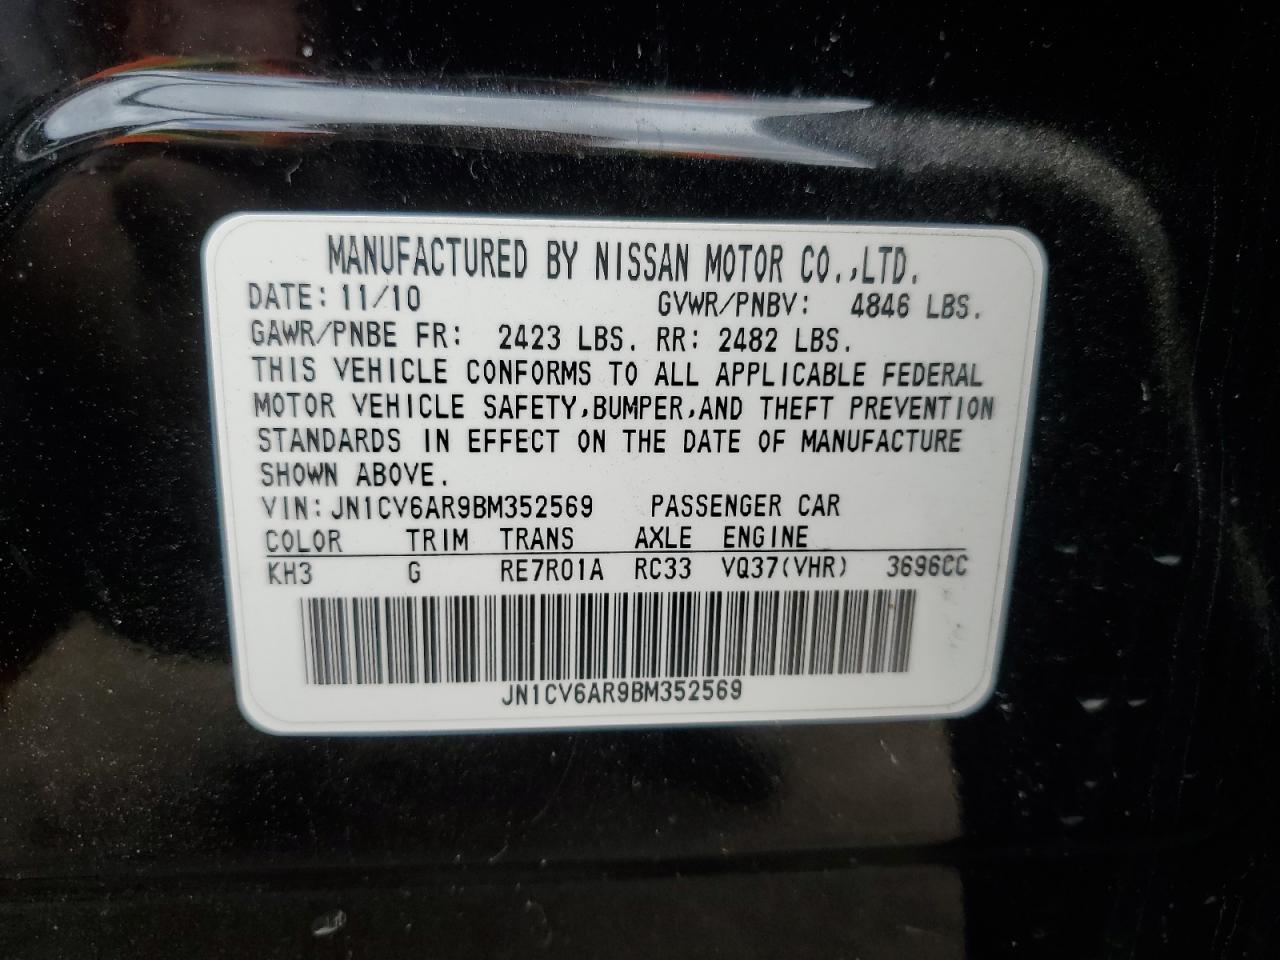 MANUFACTURED BY NISSAN MOTOR CO.,LTD.
DATE: 11/10 GVWR/PNBV: 4846 LBS.
GAWR/PNBE FR: 2423 LBS. RR: 2482 LBS.
THIS VEHICLE CONFORMS TO ALL APPLICABLE FEDERAL
MOTOR VEHICLE SAFETY,BUMPER,AND THEFT PREVENTION
STANDARDS IN EFFECT ON THE DATE OF MANUFACTURE
SHOWN ABOVE.
VIN:JN1CV6AR9BM352569 PASSENGER CAR
COLOR TRIM TRANS AXLE ENGINE
KH3 G RE7R01A RC33 VQ37(VHR) 3696CC
JN1CV6AR9BM352569